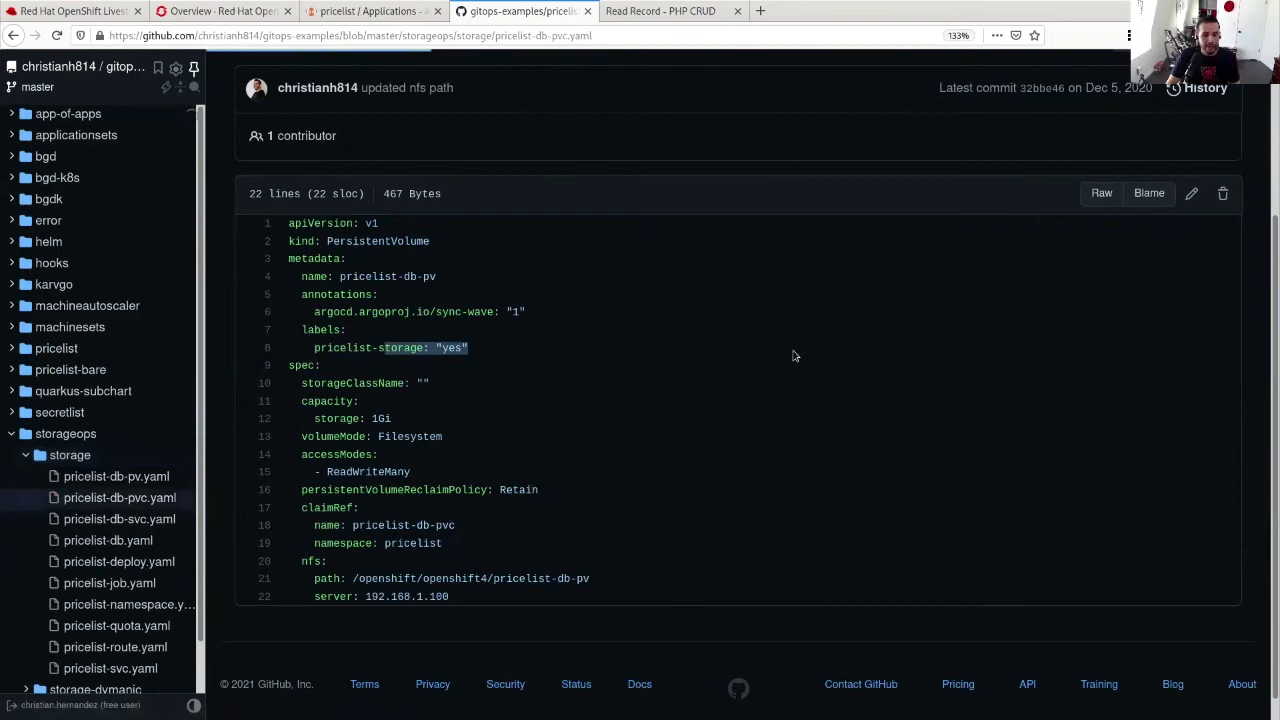 Red Hat OpenShift Livest
Overview · Red Hat Open
pricelist / Applications - A
gitops-examples/pricelis
Read Record - PHP CRUD
https://github.com/christianh814/gitops-examples/blob/master/storageops/storage/pricelist-db-pvc.yaml
133%
christianh814 / gitop...
master
app-of-apps
applicationsets
bgd
bgd-k8s
bgdk
error
helm
hooks
karvgo
machineautoscaler
machinesets
pricelist
pricelist-bare
quarkus-subchart
secretlist
storageops
storage
pricelist-db-pv.yaml
pricelist-db-pvc.yaml
pricelist-db-svc.yaml
pricelist-db.yaml
pricelist-deploy.yaml
pricelist-job.yaml
pricelist-namespace.y...
pricelist-quota.yaml
pricelist-route.yaml
pricelist-svc.yaml
storage-dymanic
christian.hernandez (free user)
christianh814 updated nfs path
Latest commit 32bbe46 on Dec 5, 2020 History
1 contributor
22 lines (22 sloc) 467 Bytes
Raw Blame
1 apiVersion: v1
2 kind: PersistentVolume
3 metadata:
4 name: pricelist-db-pv
5 annotations:
6 argocd.argoproj.io/sync-wave: "1"
7 labels:
8 pricelist-storage: "yes"
9 spec:
10 storageClassName: ""
11 capacity:
12 storage: 1Gi
13 volumeMode: Filesystem
14 accessModes:
15 - ReadWriteMany
16 persistentVolumeReclaimPolicy: Retain
17 claimRef:
18 name: pricelist-db-pvc
19 namespace: pricelist
20 nfs:
21 path: /openshift/openshift4/pricelist-db-pv
22 server: 192.168.1.100
© 2021 GitHub, Inc. Terms Privacy Security Status Docs Contact GitHub Pricing API Training Blog About